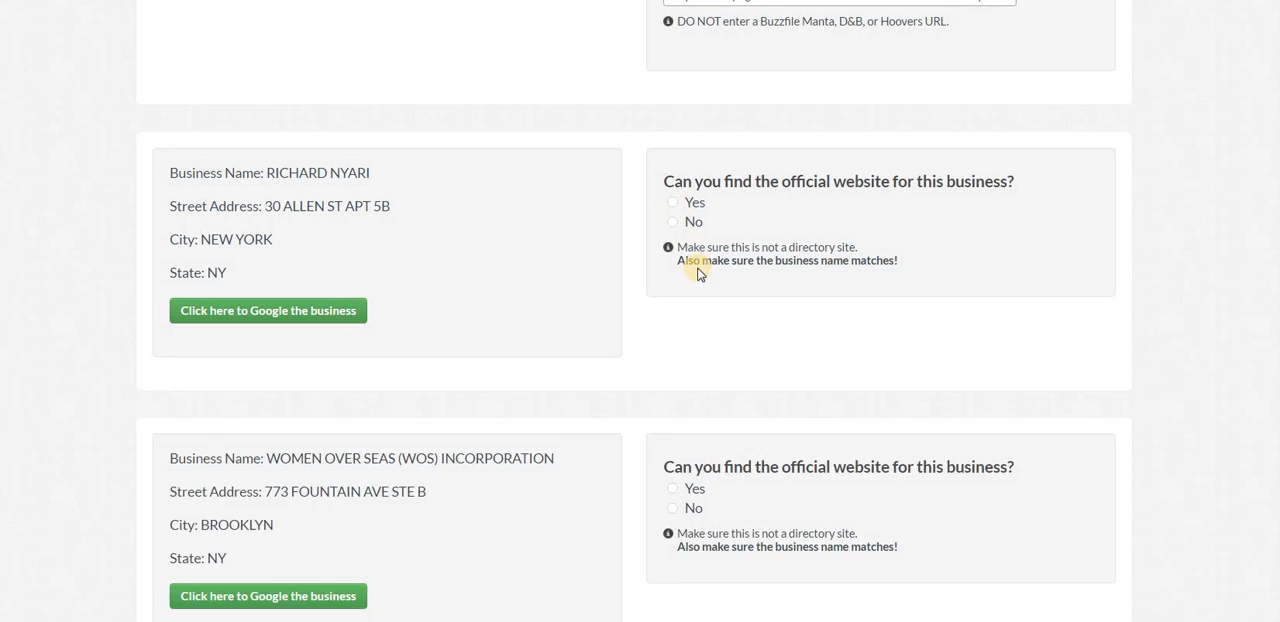 DO NOT enter a Buzzfile Manta, D&B, or Hoovers URL.
Business Name: RICHARD NYARI
Street Address: 30 ALLEN ST APT 5B
City: NEW YORK
State: NY
Click here to Google the business
Can you find the official website for this business?
Yes
No
Make sure this is not a directory site.
Also make sure the business name matches!
Business Name: WOMEN OVER SEAS (WOS) INCORPORATION
Street Address: 773 FOUNTAIN AVE STE B
City: BROOKLYN
State: NY
Click here to Google the business
Can you find the official website for this business?
Yes
No
Make sure this is not a directory site.
Also make sure the business name matches!